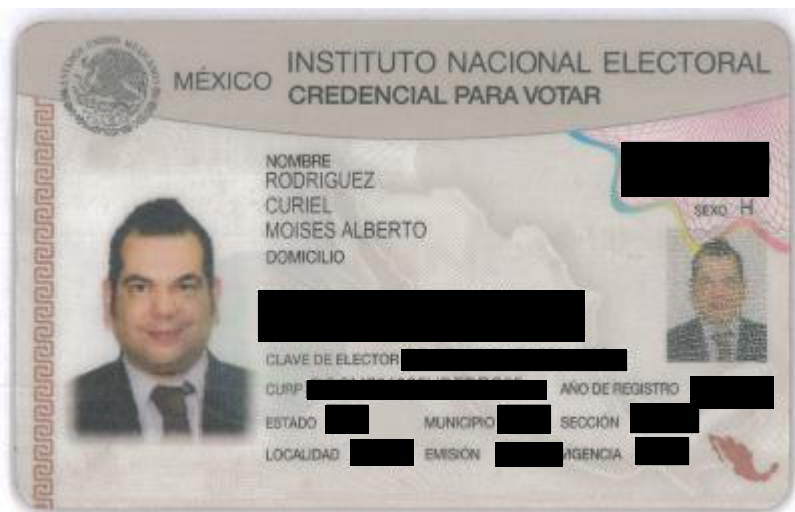 MÉXICO
INSTITUTO NACIONAL ELECTORAL
CREDENCIAL PARA VOTAR
NOMBRE
RODRIGUEZ
CURIEL
MOISES ALBERTO
SEXO H
DOMICILIO
CLAVE DE ELECTOR
CURP
AÑO DE REGISTRO
ESTADO
MUNICIPIO
SECCIÓN
LOCALIDAD
EMISIÓN